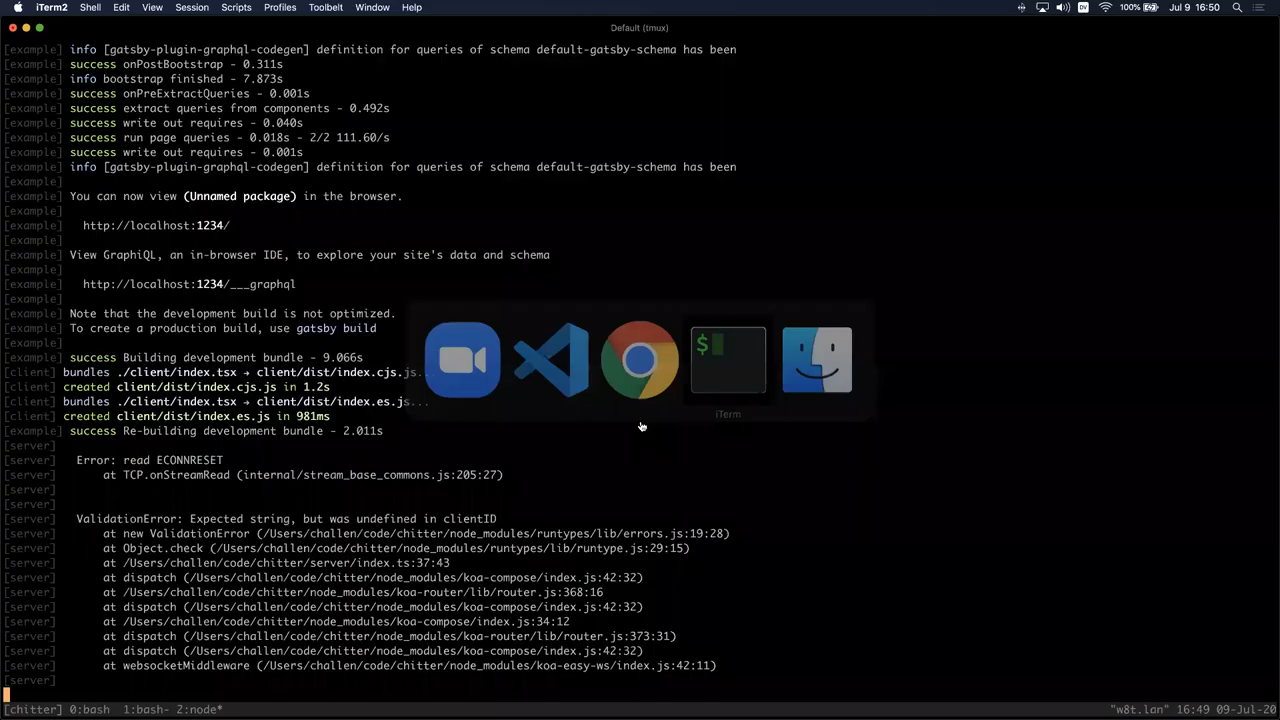 iTerm2 Shell Edit View Session Scripts Profiles Toolbelt Window Help 100% Jul 9 16:50
Default (tmux)
[example] info [gatsby-plugin-graphql-codegen] definition for queries of schema default-gatsby-schema has been
[example] success onPostBootstrap - 0.311s
[example] info bootstrap finished - 7.873s
[example] success onPreExtractQueries - 0.001s
[example] success extract queries from components - 0.492s
[example] success write out requires - 0.040s
[example] success run page queries - 0.018s - 2/2 111.60/s
[example] success write out requires - 0.001s
[example] info [gatsby-plugin-graphql-codegen] definition for queries of schema default-gatsby-schema has been
[example]
[example] You can now view (Unnamed package) in the browser.
[example]
[example] http://localhost:1234/
[example]
[example] View GraphiQL, an in-browser IDE, to explore your site's data and schema
[example]
[example] http://localhost:1234/___graphql
[example]
[example] Note that the development build is not optimized.
[example] To create a production build, use gatsby build
[example]
[example] success Building development bundle - 9.066s
[client] bundles ./client/index.tsx → client/dist/index.cjs.js...
[client] created client/dist/index.cjs.js in 1.2s
[client] bundles ./client/index.tsx → client/dist/index.es.js...
[client] created client/dist/index.es.js in 981ms
[example] success Re-building development bundle - 2.011s
[server]
[server] Error: read ECONNRESET
[server] at TCP.onStreamRead (internal/stream_base_commons.js:205:27)
[server]
[server]
[server] ValidationError: Expected string, but was undefined in clientID
[server] at new ValidationError (/Users/challen/code/chitter/node_modules/runtypes/lib/errors.js:19:28)
[server] at Object.check (/Users/challen/code/chitter/node_modules/runtypes/lib/runtype.js:29:15)
[server] at /Users/challen/code/chitter/server/index.ts:37:43
[server] at dispatch (/Users/challen/code/chitter/node_modules/koa-compose/index.js:42:32)
[server] at /Users/challen/code/chitter/node_modules/koa-router/lib/router.js:368:16
[server] at dispatch (/Users/challen/code/chitter/node_modules/koa-compose/index.js:42:32)
[server] at /Users/challen/code/chitter/node_modules/koa-compose/index.js:34:12
[server] at dispatch (/Users/challen/code/chitter/node_modules/koa-router/lib/router.js:373:31)
[server] at dispatch (/Users/challen/code/chitter/node_modules/koa-compose/index.js:42:32)
[server] at websocketMiddleware (/Users/challen/code/chitter/node_modules/koa-easy-ws/index.js:42:11)
[server]
$
iTerm
[chitter] 0:bash 1:bash- 2:node* "w8t.lan" 16:49 09-Jul-20